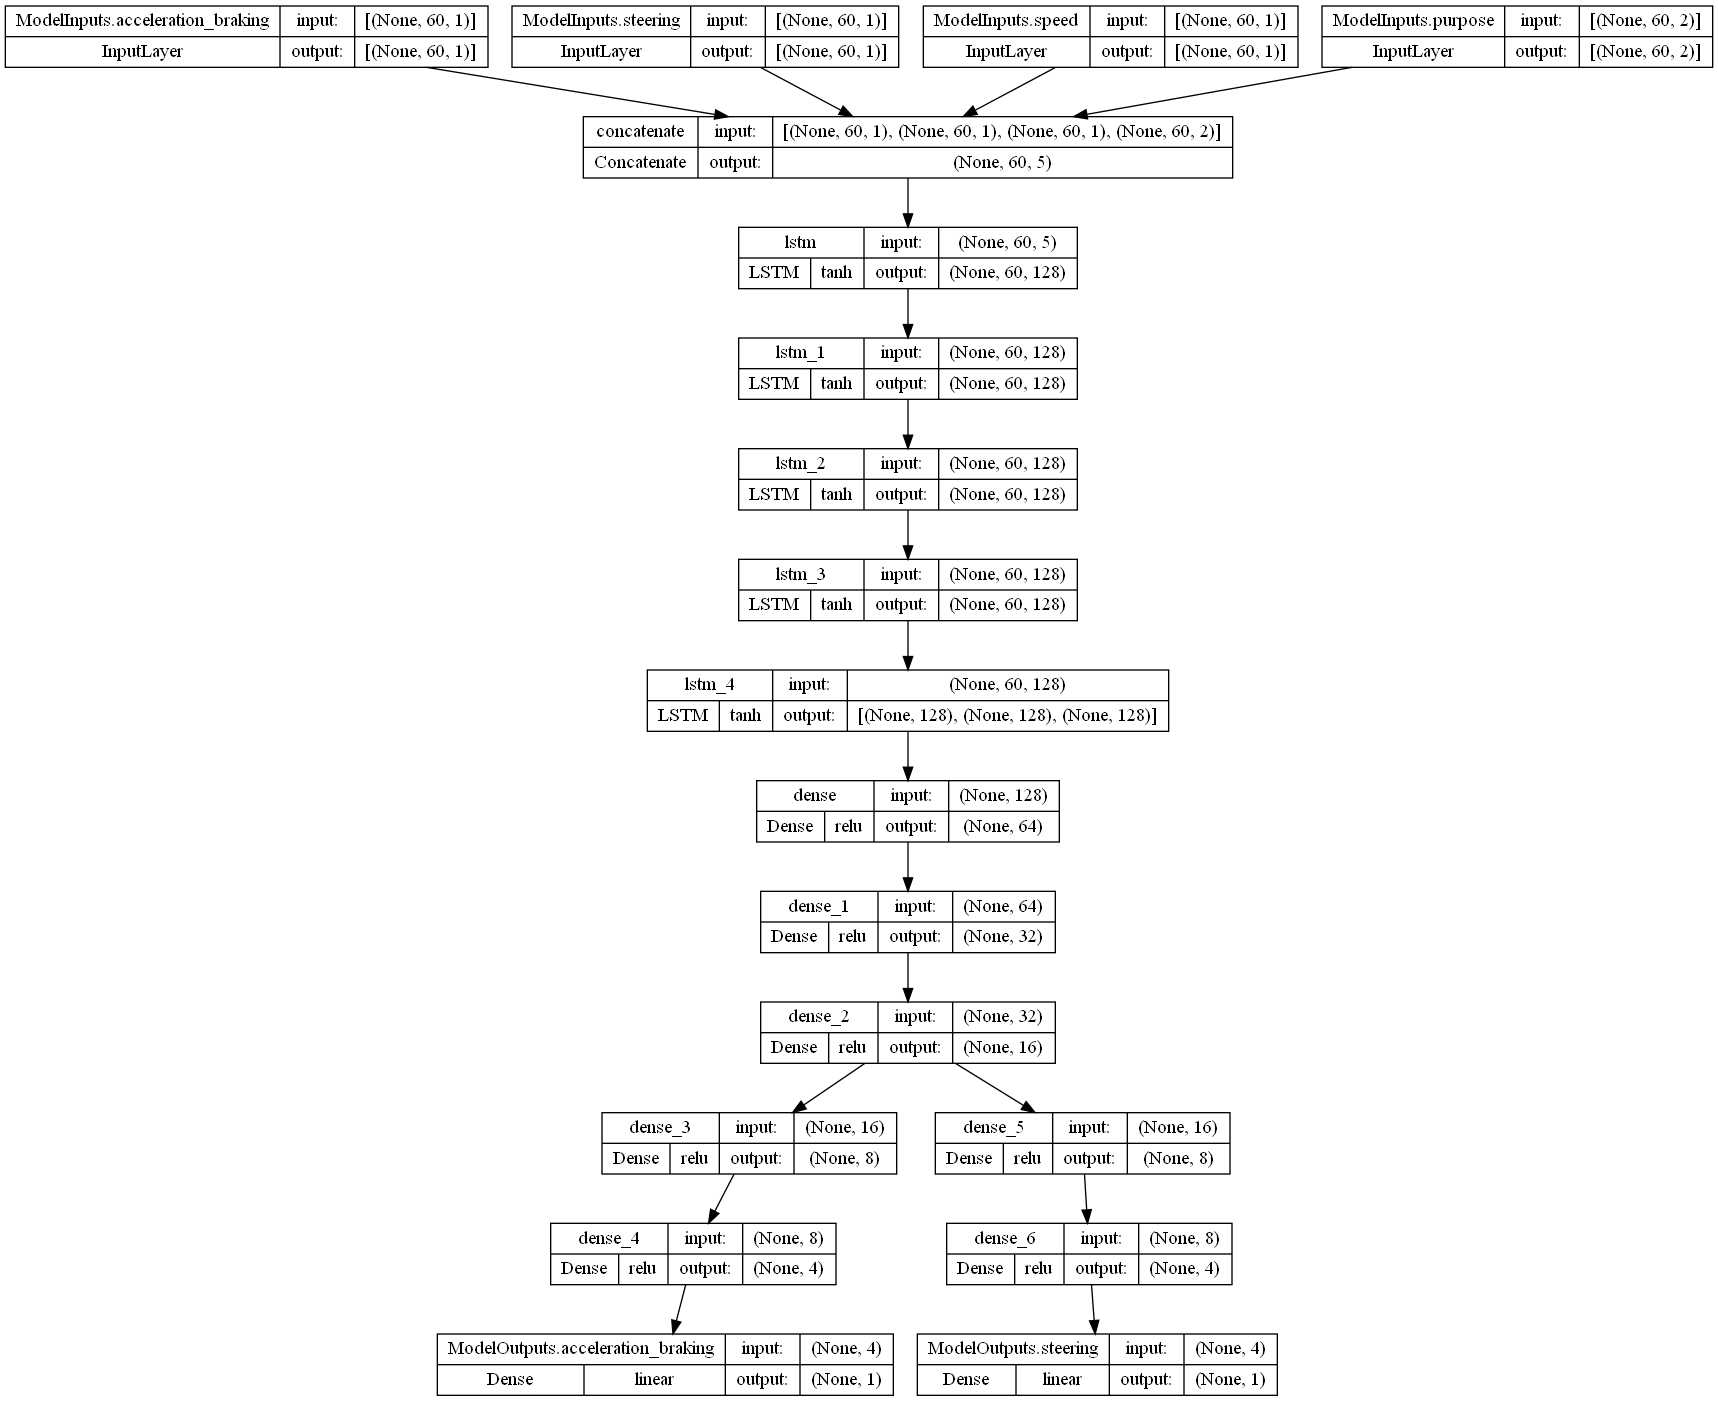 ModelInputs.acceleration_braking input: [(None, 60, 1)]
InputLayer output: [(None, 60, 1)]
ModelInputs.steering input: [(None, 60, 1)]
InputLayer output: [(None, 60, 1)]
ModelInputs.speed input: [(None, 60, 1)]
InputLayer output: [(None, 60, 1)]
ModelInputs.purpose input: [(None, 60, 2)]
InputLayer output: [(None, 60, 2)]
concatenate input: [(None, 60, 1), (None, 60, 1), (None, 60, 1), (None, 60, 2)]
Concatenate output: (None, 60, 5)
lstm input: (None, 60, 5)
LSTM tanh output: (None, 60, 128)
lstm_1 input: (None, 60, 128)
LSTM tanh output: (None, 60, 128)
lstm_2 input: (None, 60, 128)
LSTM tanh output: (None, 60, 128)
lstm_3 input: (None, 60, 128)
LSTM tanh output: (None, 60, 128)
lstm_4 input: (None, 60, 128)
LSTM tanh output: [(None, 128), (None, 128), (None, 128)]
dense input: (None, 128)
Dense relu output: (None, 64)
dense_1 input: (None, 64)
Dense relu output: (None, 32)
dense_2 input: (None, 32)
Dense relu output: (None, 16)
dense_3 input: (None, 16)
Dense relu output: (None, 8)
dense_5 input: (None, 16)
Dense relu output: (None, 8)
dense_4 input: (None, 8)
Dense relu output: (None, 4)
dense_6 input: (None, 8)
Dense relu output: (None, 4)
ModelOutputs.acceleration_braking input: (None, 4)
Dense linear output: (None, 1)
ModelOutputs.steering input: (None, 4)
Dense linear output: (None, 1)